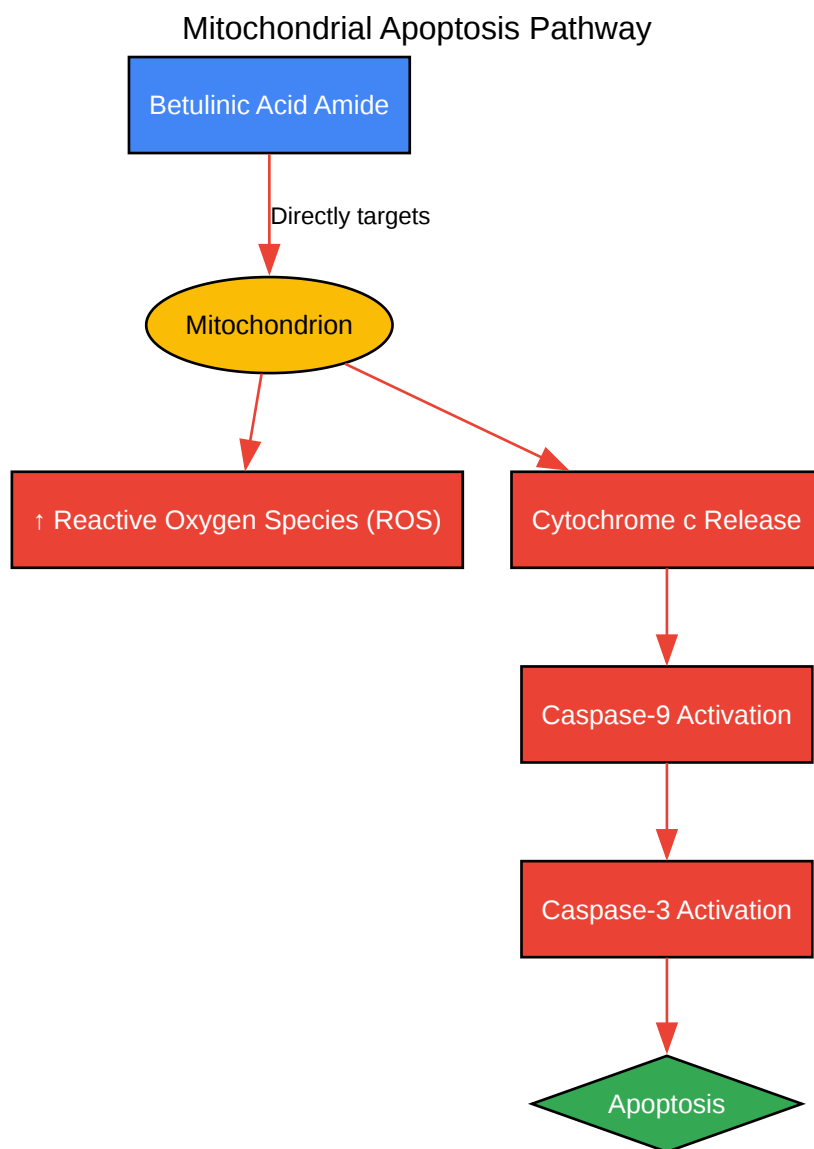 Mitochondrial Apoptosis Pathway
Betulinic Acid Amide
Directly targets
Mitochondrion
↑ Reactive Oxygen Species (ROS)
Cytochrome c Release
Caspase-9 Activation
Caspase-3 Activation
Apoptosis